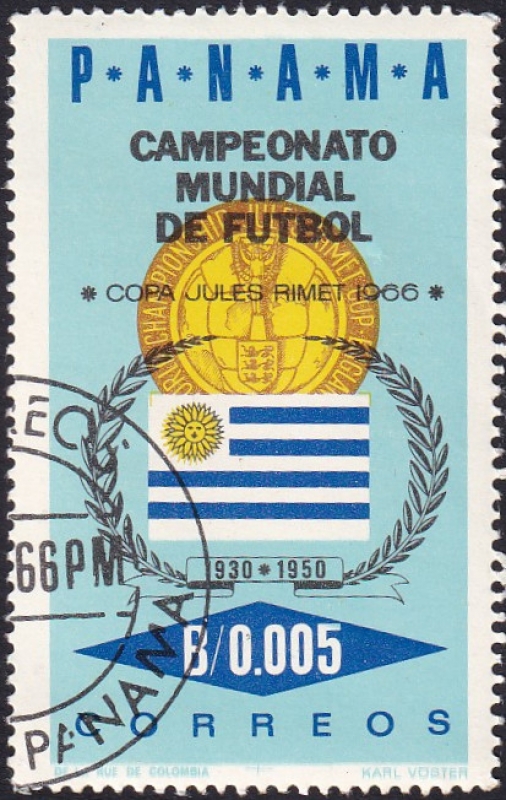 P*A*N*A*M*A
CAMPEONATO
MUNDIAL
DE FUTBOL
* COPA JULES RIMET 1966 *
1930 * 1950
B/0.005
CORREOS
66PM
PANAMA
DE LA RUE DE COLOMBIA
KARL VÖSTER